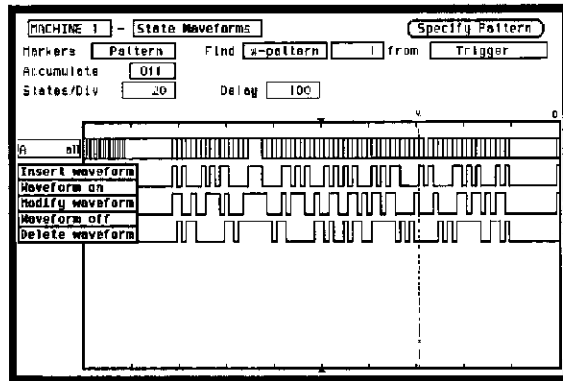 MACHINE 1 - State Waveforms Specify Pattern
Markers Pattern Find x-pattern 1 from Trigger
Accumulate Off
States/Div 20 Delay 100
A all
Insert waveform
Waveform on
Modify waveform
Waveform off
Delete waveform